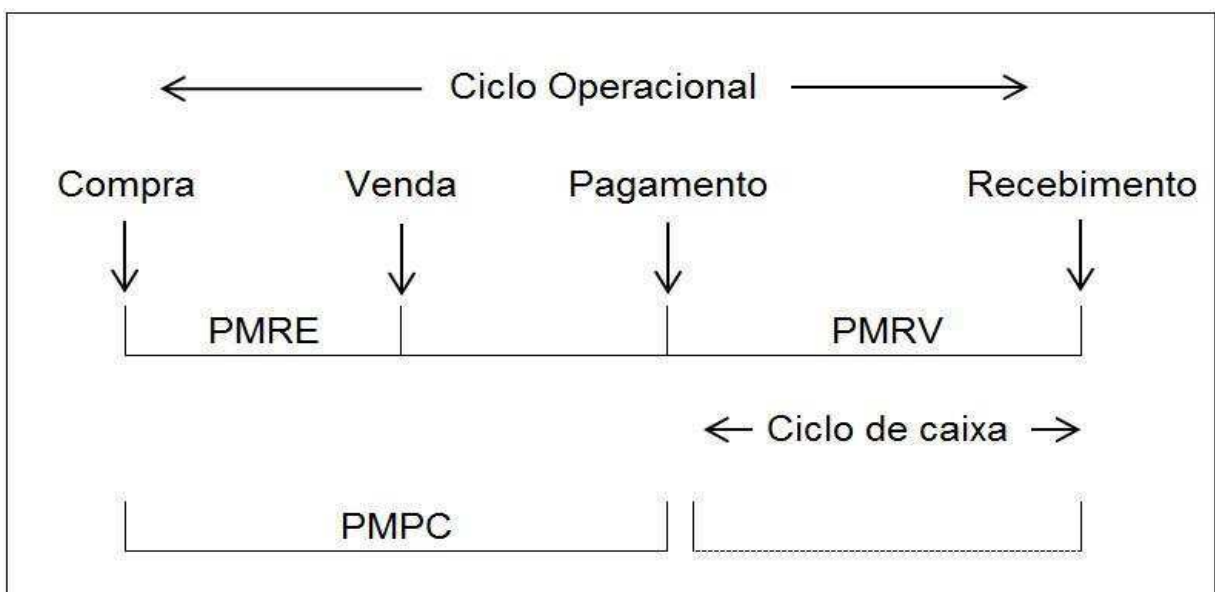 Ciclo Operacional
Compra Venda Pagamento Recebimento
PMRE PMRV
Ciclo de caixa
PMPC